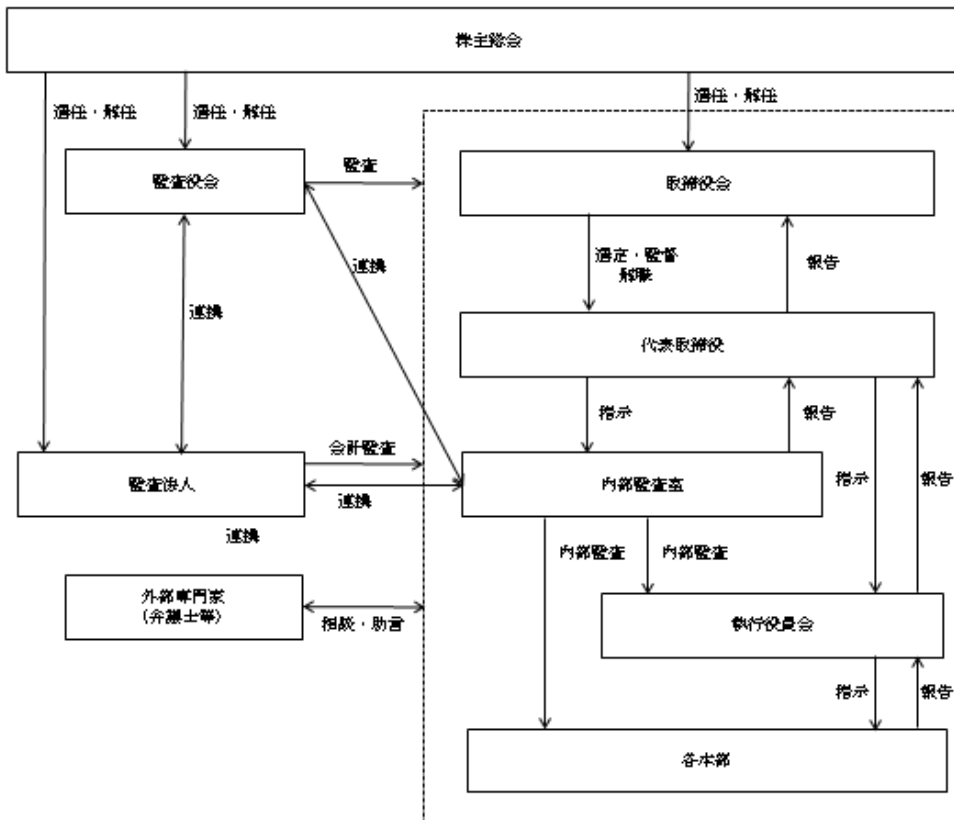 株主総会
選任・解任
選任・解任
選任・解任
監査役会
監査
取締役会
連携
選定・監督
解職
報告
連携
代表取締役
指示
報告
会計監査
監査法人
連携
内部監査室
指示
報告
連携
内部監査
内部監査
外部専門家
(弁護士等)
相談・助言
執行役員会
指示
報告
各本部